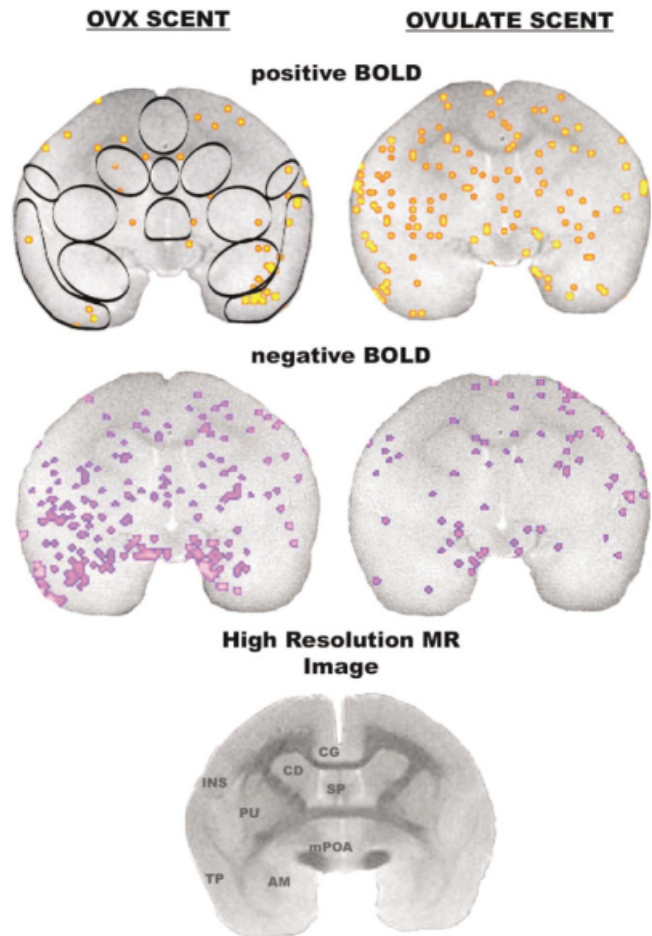 OVX SCENT
OVULATE SCENT
positive BOLD
negative BOLD
High Resolution MR
Image
CG
CD
INS
SP
PU
mPOA
TP
AM